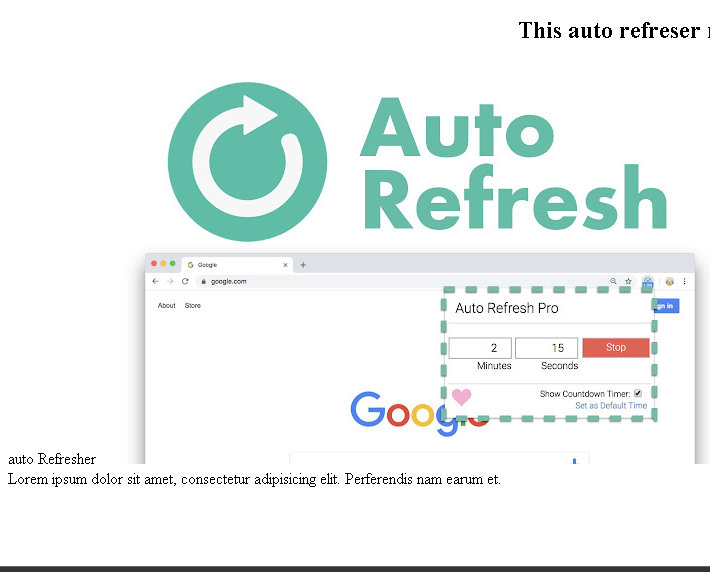 This auto refreser
Auto
Refresh
Google
google.com
About Store
Sign in
Auto Refresh Pro
2 15 Stop
Minutes Seconds
Show Countdown Timer:
Set as Default Time
Google
auto Refresher
Lorem ipsum dolor sit amet, consectetur adipisicing elit. Perferendis nam earum et.